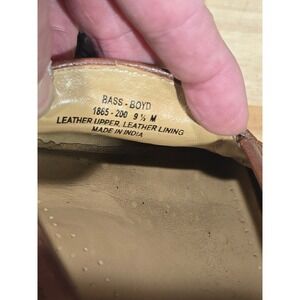 BASS - BOYD
1865 - 200 9 ½ M
LEATHER UPPER, LEATHER LINING
MADE IN INDIA